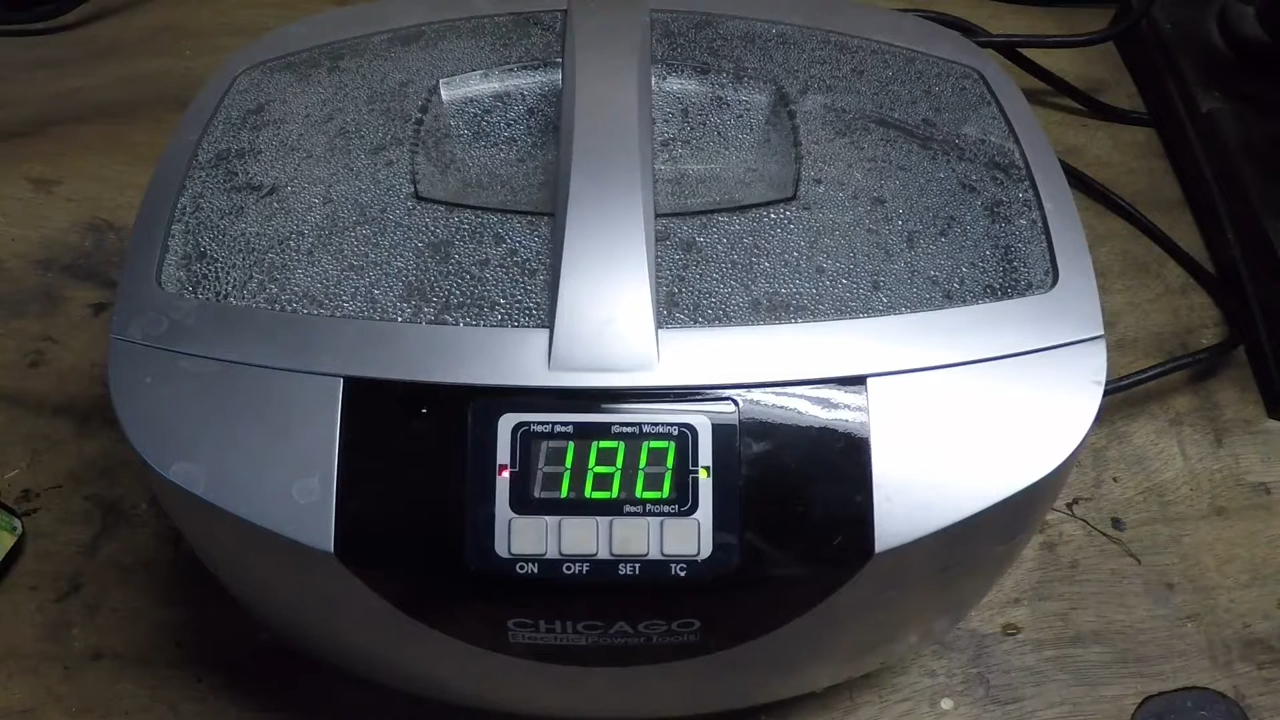 Heat (Red) (Green) Working
180
(Red) Protect
ON OFF SET TC
CHICAGO
Electric Power Tools